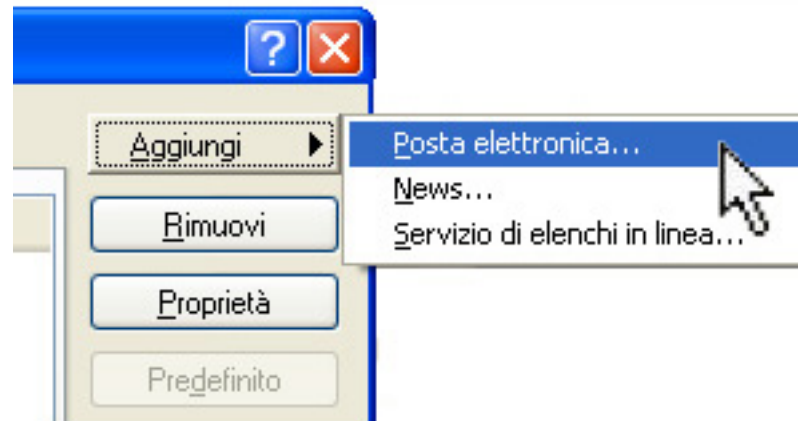 Aggiungi
Posta elettronica...
News...
Servizio di elenchi in linea...
Rimuovi
Proprietà
Predefinito